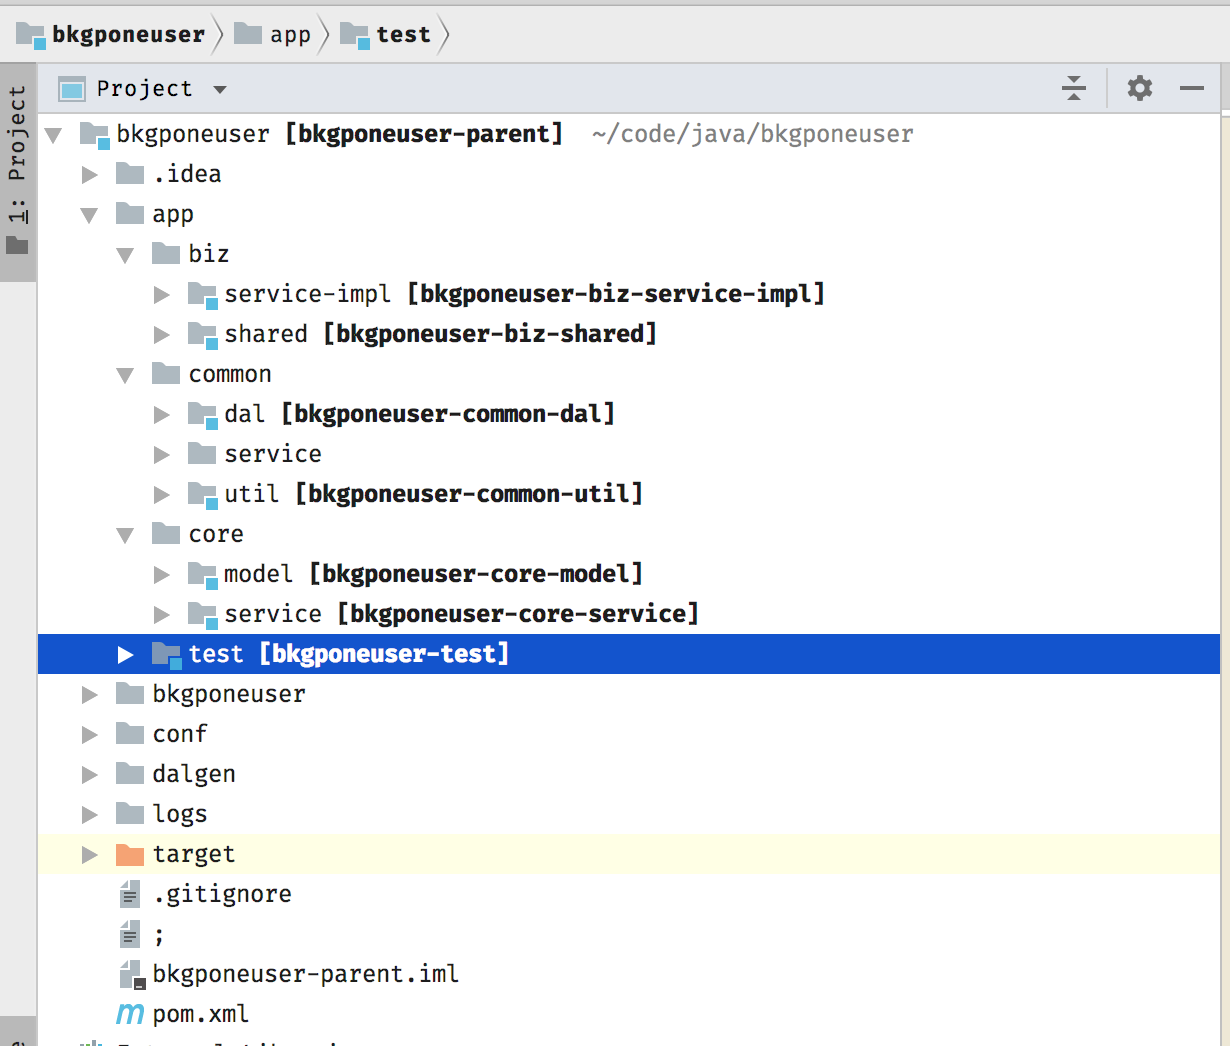 bkgponeuser app test
Project
1: Project
bkgponeuser [bkgponeuser-parent] ~/code/java/bkgponeuser
.idea
app
biz
service-impl [bkgponeuser-biz-service-impl]
shared [bkgponeuser-biz-shared]
common
dal [bkgponeuser-common-dal]
service
util [bkgponeuser-common-util]
core
model [bkgponeuser-core-model]
service [bkgponeuser-core-service]
test [bkgponeuser-test]
bkgponeuser
conf
dalgen
logs
target
.gitignore
;
bkgponeuser-parent.iml
pom.xml